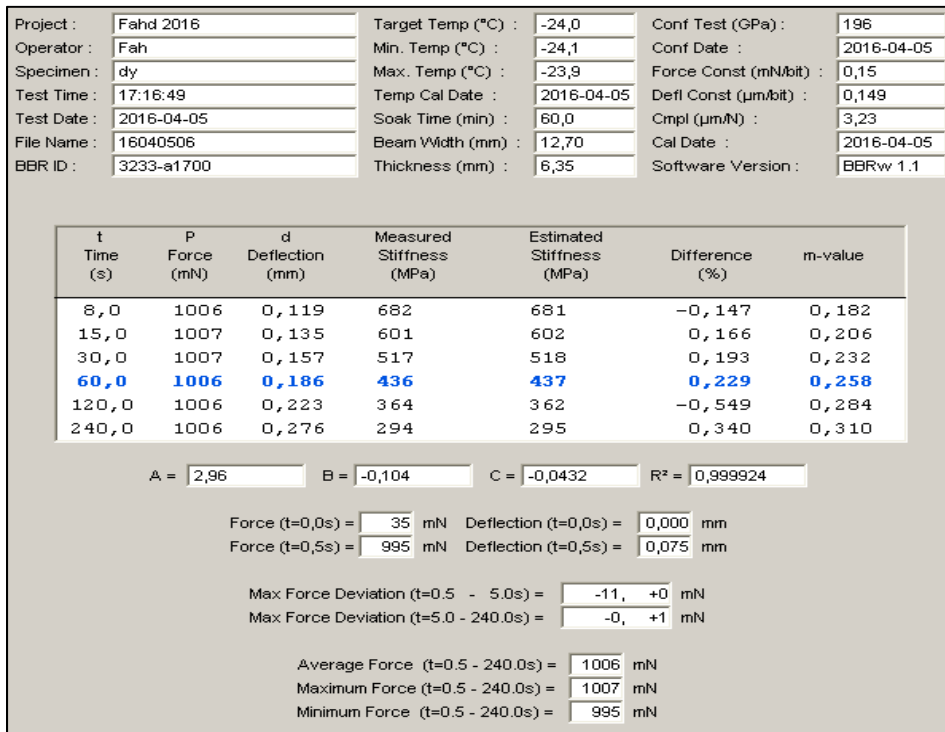 Project : Fahd 2016 Target Temp (°C) : -24,0 Conf Test (GPa) : 196
Operator : Fah Min. Temp (°C) : -24,1 Conf Date : 2016-04-05
Specimen : dy Max. Temp (°C) : -23,9 Force Const (mN/bit) : 0,15
Test Time : 17:16:49 Temp Cal Date : 2016-04-05 Defl Const (µm/bit) : 0,149
Test Date : 2016-04-05 Soak Time (min) : 60,0 Cmpl (µm/N) : 3,23
File Name : 16040506 Beam Width (mm) : 12,70 Cal Date : 2016-04-05
BBR ID : 3233-a1700 Thickness (mm) : 6,35 Software Version : BBRw 1.1
t P d Measured Estimated
Time Force Deflection Stiffness Stiffness Difference m-value
(s) (mN) (mm) (MPa) (MPa) (%)
8,0 1006 0,119 682 681 -0,147 0,182
15,0 1007 0,135 601 602 0,166 0,206
30,0 1007 0,157 517 518 0,193 0,232
60,0 1006 0,186 436 437 0,229 0,258
120,0 1006 0,223 364 362 -0,549 0,284
240,0 1006 0,276 294 295 0,340 0,310
A = 2,96 B = -0,104 C = -0,0432 R² = 0,999924
Force (t=0,0s) = 35 mN Deflection (t=0,0s) = 0,000 mm
Force (t=0,5s) = 995 mN Deflection (t=0,5s) = 0,075 mm
Max Force Deviation (t=0.5 - 5.0s) = -11, +0 mN
Max Force Deviation (t=5.0 - 240.0s) = -0, +1 mN
Average Force (t=0.5 - 240.0s) = 1006 mN
Maximum Force (t=0.5 - 240.0s) = 1007 mN
Minimum Force (t=0.5 - 240.0s) = 995 mN